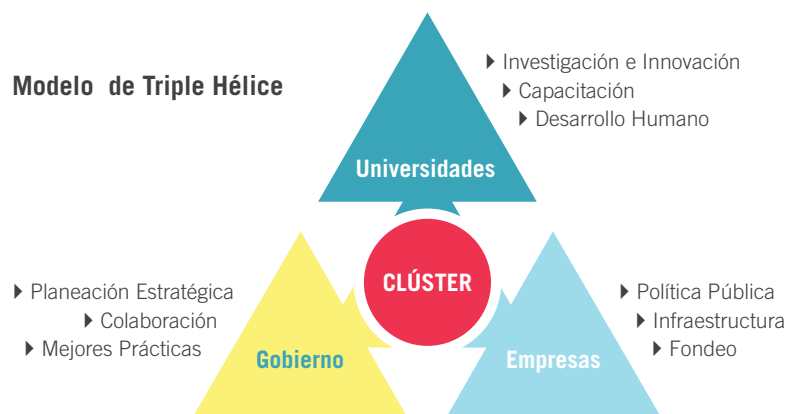 Modelo de Triple Hélice
Investigación e Innovación
Capacitación
Desarrollo Humano
Universidades
CLÚSTER
Planeación Estratégica
Colaboración
Mejores Prácticas
Gobierno
Empresas
Política Pública
Infraestructura
Fondeo